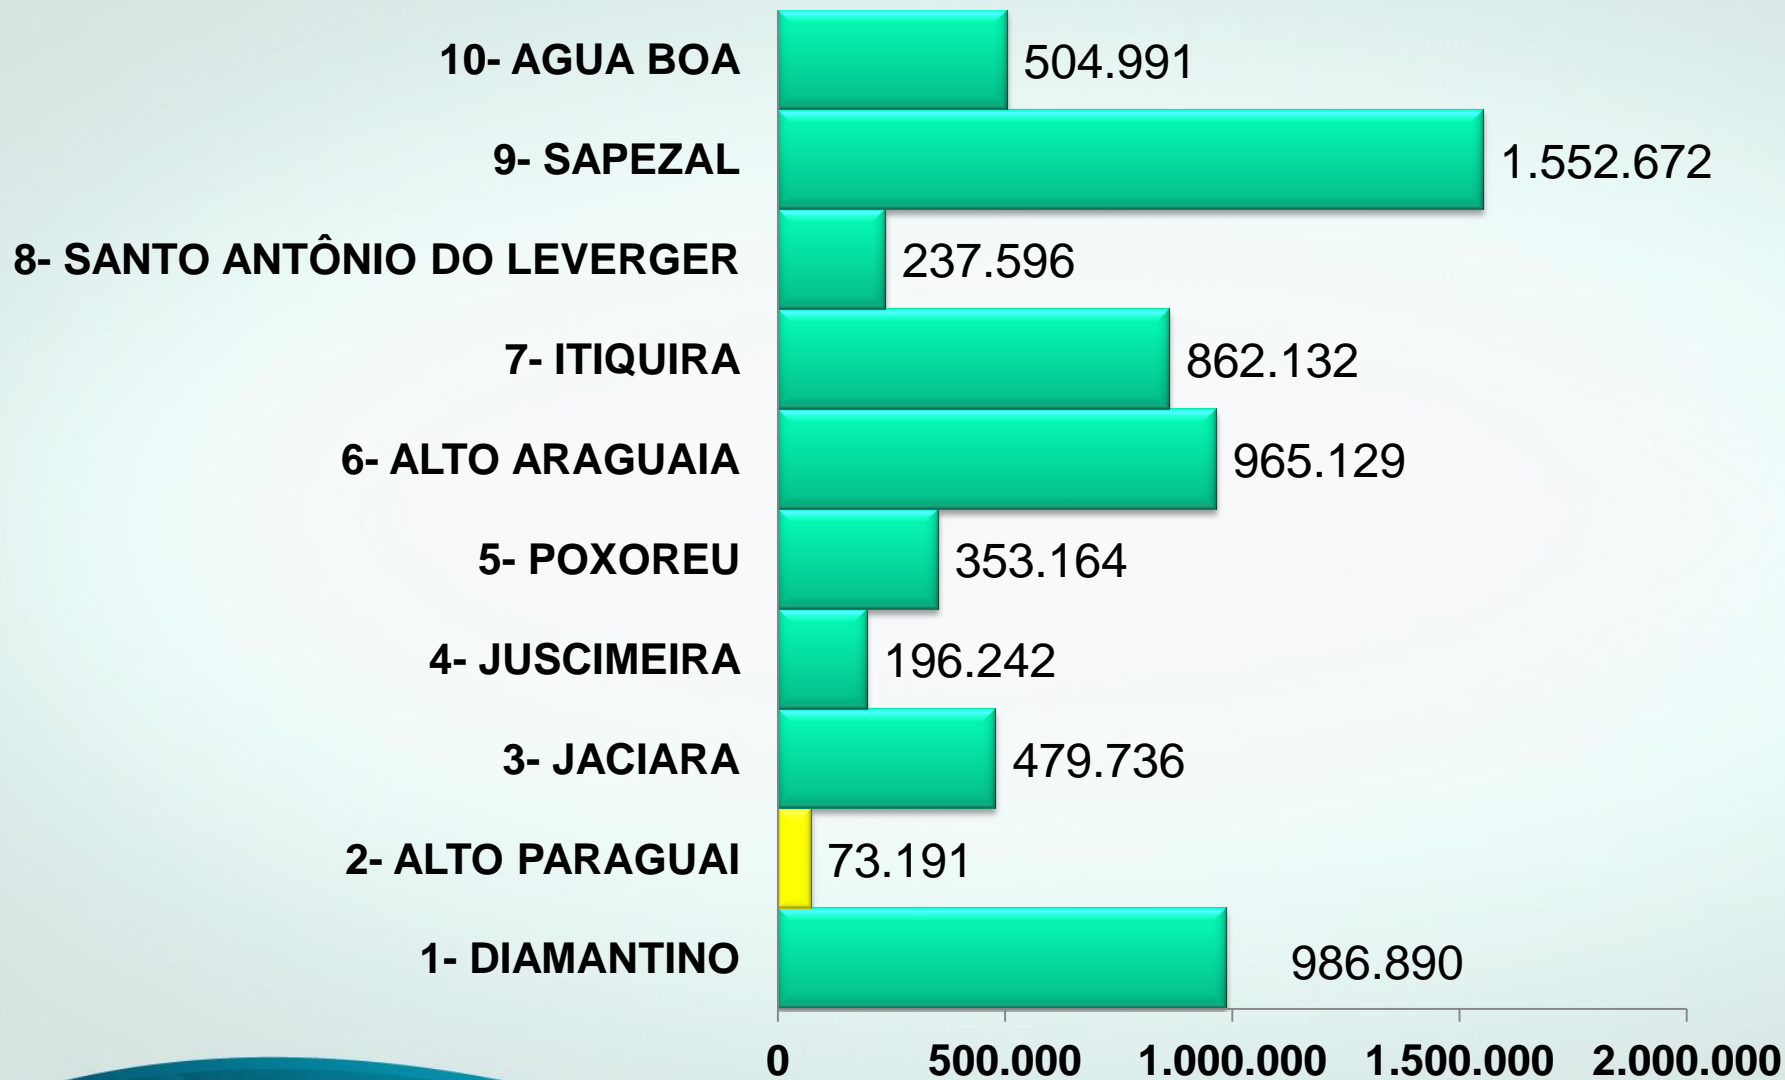 10- AGUA BOA 504.991
9- SAPEZAL 1.552.672
8- SANTO ANTÔNIO DO LEVERGER 237.596
7- ITIQUIRA 862.132
6- ALTO ARAGUAIA 965.129
5- POXOREU 353.164
4- JUSCIMEIRA 196.242
3- JACIARA 479.736
2- ALTO PARAGUAI 73.191
1- DIAMANTINO 986.890
0 500.000 1.000.000 1.500.000 2.000.000